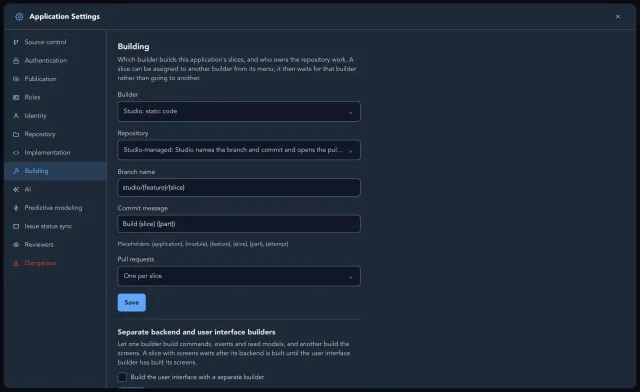 Application Settings
Source control
Authentication
Publication
Roles
Identity
Repository
Implementation
Building
AI
Predictive modeling
Issue status sync
Reviewers
Dangerous
Building
Which builder builds this application's slices, and who owns the repository work. A
slice can be assigned to another builder from its menu; it then waits for that builder
rather than going to another.
Builder
Studio: static code
Repository
Studio-managed: Studio names the branch and commit and opens the pul...
Branch name
studio/{feature}/{slice}
Commit message
Build {slice} ({part})
Placeholders: {application}, {module}, {feature}, {slice}, {part}, {attempt}
Pull requests
One per slice
Save
Separate backend and user interface builders
Let one builder build commands, events and read models, and another build the
screens. A slice with screens waits after its backend is built until the user interface
builder has built its screens.
Build the user interface with a separate builder